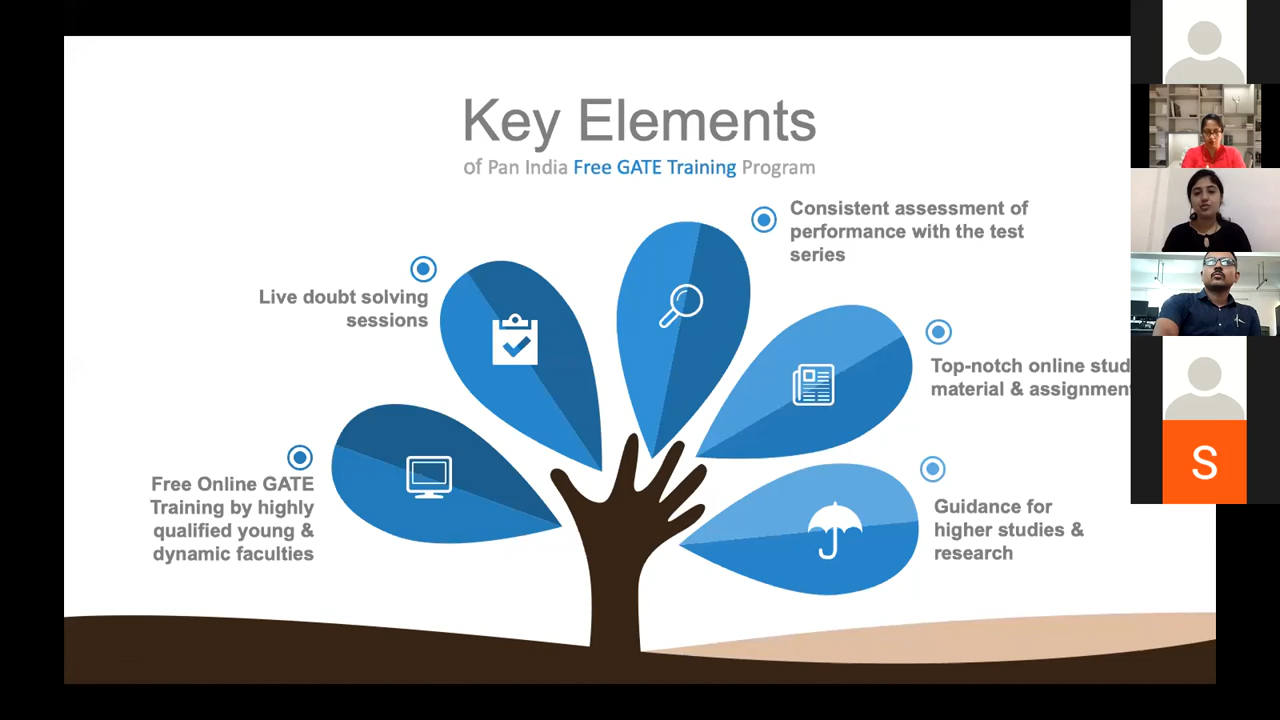 Key Elements
of Pan India Free GATE Training Program
Consistent assessment of
performance with the test
series
Live doubt solving
sessions
Top-notch online
material &
Free Online GATE
Training by highly
qualified young &
dynamic faculties
Guidance for
higher studies &
research
S